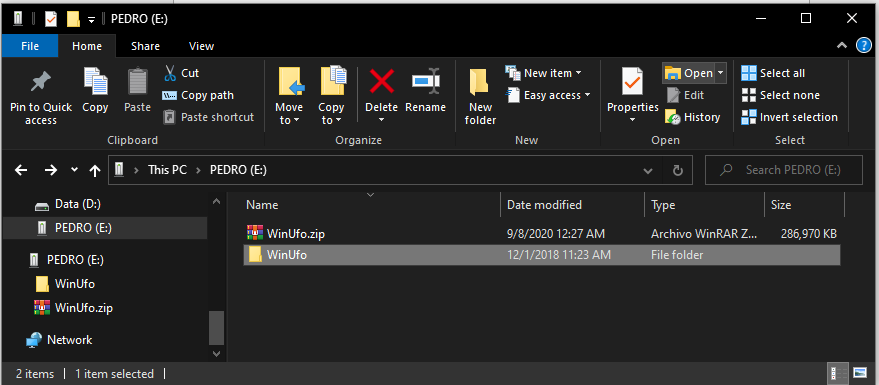 PEDRO (E:)
File Home Share View
Pin to Quick access
Copy
Paste
Cut
Copy path
Paste shortcut
Clipboard
Move to
Copy to
Delete
Rename
Organize
New folder
New item
Easy access
New
Properties
Open
Edit
History
Open
Select all
Select none
Invert selection
Select
This PC > PEDRO (E:)
Search PEDRO (E:)
Data (D:)
PEDRO (E:)
PEDRO (E:)
WinUfo
WinUfo.zip
Network
Name Date modified Type Size
WinUfo.zip 9/8/2020 12:27 AM Archivo WinRAR Z... 286,970 KB
WinUfo 12/1/2018 11:23 AM File folder
2 items 1 item selected